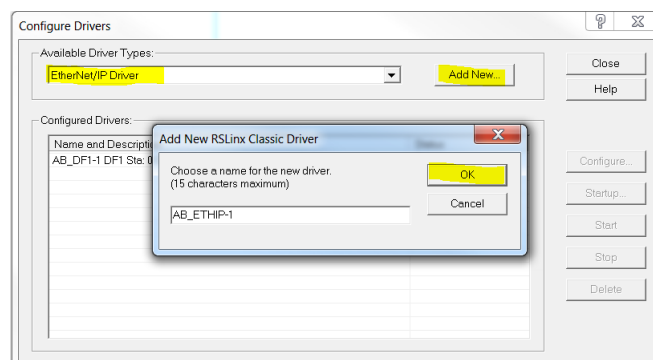 Configure Drivers
Available Driver Types:
EtherNet/IP Driver
Add New...
Close
Help
Configured Drivers:
AB_DF1-1 DF1 Sta: 0
Add New RSLinx Classic Driver
Choose a name for the new driver.
(15 characters maximum)
OK
AB_ETHIP-1
Cancel
Configure...
Startup...
Start
Stop
Delete
Name and